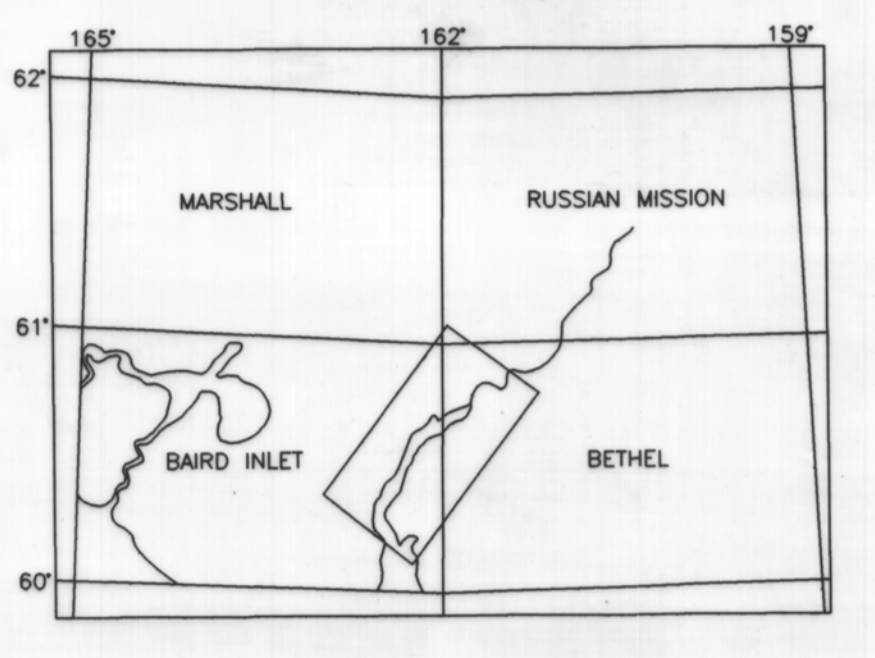 165° 162° 159°
62°
MARSHALL RUSSIAN MISSION
61°
BAIRD INLET BETHEL
60°